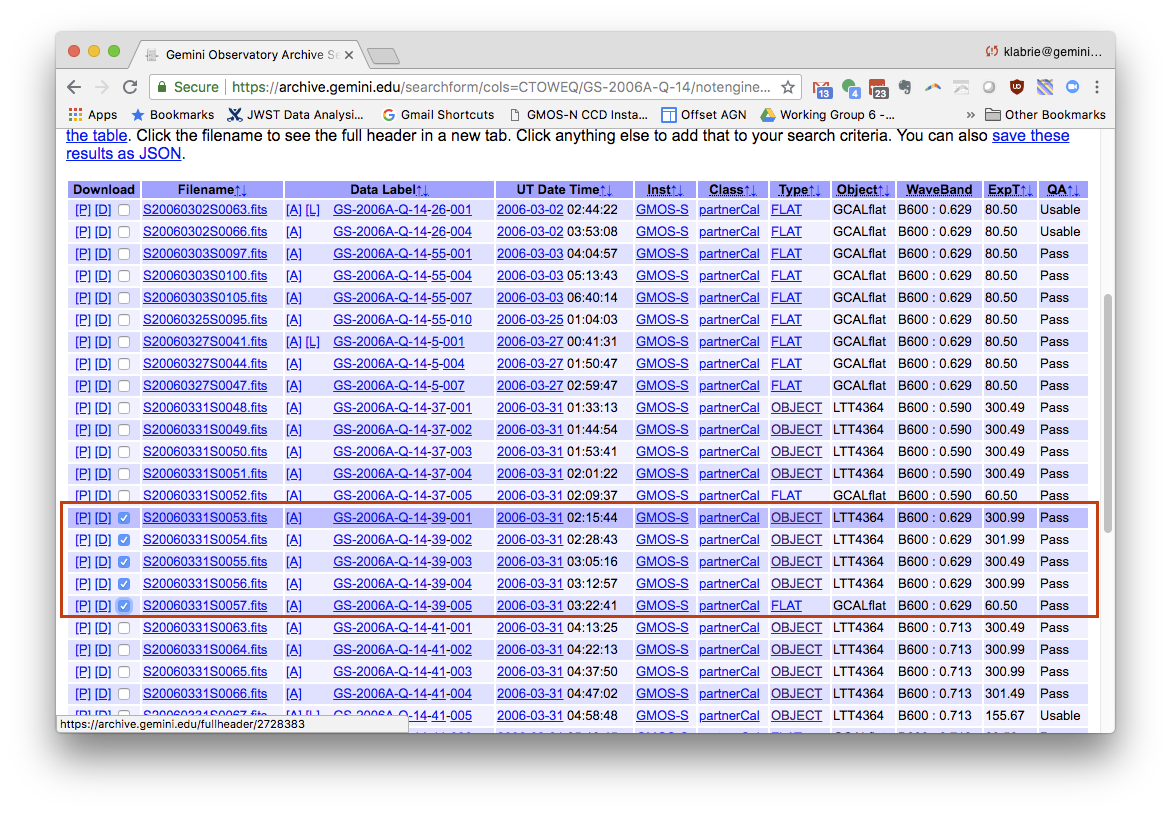 Gemini Observatory Archive Se
klabrie@gemini...
Secure https://archive.gemini.edu/searchform/cols=CTOWEQ/GS-2006A-Q-14/notengine...
13 4 23
Apps Bookmarks JWST Data Analysi... Gmail Shortcuts GMOS-N CCD Insta... Offset AGN Working Group 6 -... » Other Bookmarks
the table. Click the filename to see the full header in a new tab. Click anything else to add that to your search criteria. You can also save these
results as JSON.
Download Filename↑↓ Data Label↑↓ UT Date Time↑↓ Inst↑↓ Class↑↓ Type↑↓ Object↑↓ WaveBand ExpT↑↓ QA↑↓
[P] [D] S20060302S0063.fits [A] [L] GS-2006A-Q-14-26-001 2006-03-02 02:44:22 GMOS-S partnerCal FLAT GCALflat B600 : 0.629 80.50 Usable
[P] [D] S20060302S0066.fits [A] GS-2006A-Q-14-26-004 2006-03-02 03:53:08 GMOS-S partnerCal FLAT GCALflat B600 : 0.629 80.50 Usable
[P] [D] S20060303S0097.fits [A] GS-2006A-Q-14-55-001 2006-03-03 04:04:57 GMOS-S partnerCal FLAT GCALflat B600 : 0.629 80.50 Pass
[P] [D] S20060303S0100.fits [A] GS-2006A-Q-14-55-004 2006-03-03 05:13:43 GMOS-S partnerCal FLAT GCALflat B600 : 0.629 80.50 Pass
[P] [D] S20060303S0105.fits [A] GS-2006A-Q-14-55-007 2006-03-03 06:40:14 GMOS-S partnerCal FLAT GCALflat B600 : 0.629 80.50 Pass
[P] [D] S20060325S0095.fits [A] GS-2006A-Q-14-55-010 2006-03-25 01:04:03 GMOS-S partnerCal FLAT GCALflat B600 : 0.629 80.50 Pass
[P] [D] S20060327S0041.fits [A] [L] GS-2006A-Q-14-5-001 2006-03-27 00:41:31 GMOS-S partnerCal FLAT GCALflat B600 : 0.629 80.50 Pass
[P] [D] S20060327S0044.fits [A] GS-2006A-Q-14-5-004 2006-03-27 01:50:47 GMOS-S partnerCal FLAT GCALflat B600 : 0.629 80.50 Pass
[P] [D] S20060327S0047.fits [A] GS-2006A-Q-14-5-007 2006-03-27 02:59:47 GMOS-S partnerCal FLAT GCALflat B600 : 0.629 80.50 Pass
[P] [D] S20060331S0048.fits [A] GS-2006A-Q-14-37-001 2006-03-31 01:33:13 GMOS-S partnerCal OBJECT LTT4364 B600 : 0.590 300.49 Pass
[P] [D] S20060331S0049.fits [A] GS-2006A-Q-14-37-002 2006-03-31 01:44:54 GMOS-S partnerCal OBJECT LTT4364 B600 : 0.590 300.49 Pass
[P] [D] S20060331S0050.fits [A] GS-2006A-Q-14-37-003 2006-03-31 01:53:41 GMOS-S partnerCal OBJECT LTT4364 B600 : 0.590 300.49 Pass
[P] [D] S20060331S0051.fits [A] GS-2006A-Q-14-37-004 2006-03-31 02:01:22 GMOS-S partnerCal OBJECT LTT4364 B600 : 0.590 300.49 Pass
[P] [D] S20060331S0052.fits [A] GS-2006A-Q-14-37-005 2006-03-31 02:09:37 GMOS-S partnerCal FLAT GCALflat B600 : 0.590 60.50 Pass
[P] [D] S20060331S0053.fits [A] GS-2006A-Q-14-39-001 2006-03-31 02:15:44 GMOS-S partnerCal OBJECT LTT4364 B600 : 0.629 300.99 Pass
[P] [D] S20060331S0054.fits [A] GS-2006A-Q-14-39-002 2006-03-31 02:28:43 GMOS-S partnerCal OBJECT LTT4364 B600 : 0.629 301.99 Pass
[P] [D] S20060331S0055.fits [A] GS-2006A-Q-14-39-003 2006-03-31 03:05:16 GMOS-S partnerCal OBJECT LTT4364 B600 : 0.629 300.49 Pass
[P] [D] S20060331S0056.fits [A] GS-2006A-Q-14-39-004 2006-03-31 03:12:57 GMOS-S partnerCal OBJECT LTT4364 B600 : 0.629 300.99 Pass
[P] [D] S20060331S0057.fits [A] GS-2006A-Q-14-39-005 2006-03-31 03:22:41 GMOS-S partnerCal FLAT GCALflat B600 : 0.629 60.50 Pass
[P] [D] S20060331S0063.fits [A] GS-2006A-Q-14-41-001 2006-03-31 04:13:25 GMOS-S partnerCal OBJECT LTT4364 B600 : 0.713 300.49 Pass
[P] [D] S20060331S0064.fits [A] GS-2006A-Q-14-41-002 2006-03-31 04:22:13 GMOS-S partnerCal OBJECT LTT4364 B600 : 0.713 300.99 Pass
[P] [D] S20060331S0065.fits [A] GS-2006A-Q-14-41-003 2006-03-31 04:37:50 GMOS-S partnerCal OBJECT LTT4364 B600 : 0.713 300.99 Pass
[P] [D] S20060331S0066.fits [A] GS-2006A-Q-14-41-004 2006-03-31 04:47:02 GMOS-S partnerCal OBJECT LTT4364 B600 : 0.713 301.49 Pass
[P] [D] S20060331S0067.fits [A] [L] GS-2006A-Q-14-41-005 2006-03-31 04:58:48 GMOS-S partnerCal OBJECT LTT4364 B600 : 0.713 155.67 Usable
https://archive.gemini.edu/fullheader/2728383